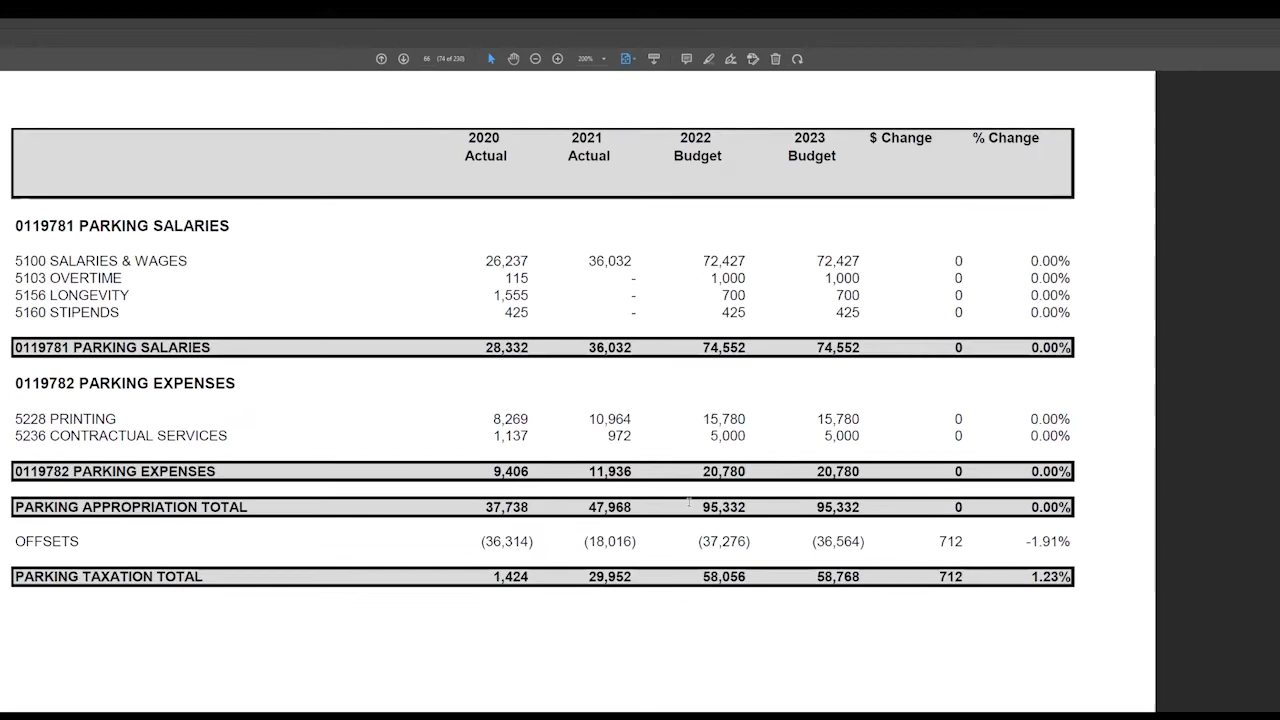 66 (74 of 230) 200%
2020 2021 2022 2023 $ Change % Change
Actual Actual Budget Budget
0119781 PARKING SALARIES
5100 SALARIES & WAGES 26,237 36,032 72,427 72,427 0 0.00%
5103 OVERTIME 115 - 1,000 1,000 0 0.00%
5156 LONGEVITY 1,555 - 700 700 0 0.00%
5160 STIPENDS 425 - 425 425 0 0.00%
0119781 PARKING SALARIES 28,332 36,032 74,552 74,552 0 0.00%
0119782 PARKING EXPENSES
5228 PRINTING 8,269 10,964 15,780 15,780 0 0.00%
5236 CONTRACTUAL SERVICES 1,137 972 5,000 5,000 0 0.00%
0119782 PARKING EXPENSES 9,406 11,936 20,780 20,780 0 0.00%
PARKING APPROPRIATION TOTAL 37,738 47,968 95,332 95,332 0 0.00%
OFFSETS (36,314) (18,016) (37,276) (36,564) 712 -1.91%
PARKING TAXATION TOTAL 1,424 29,952 58,056 58,768 712 1.23%